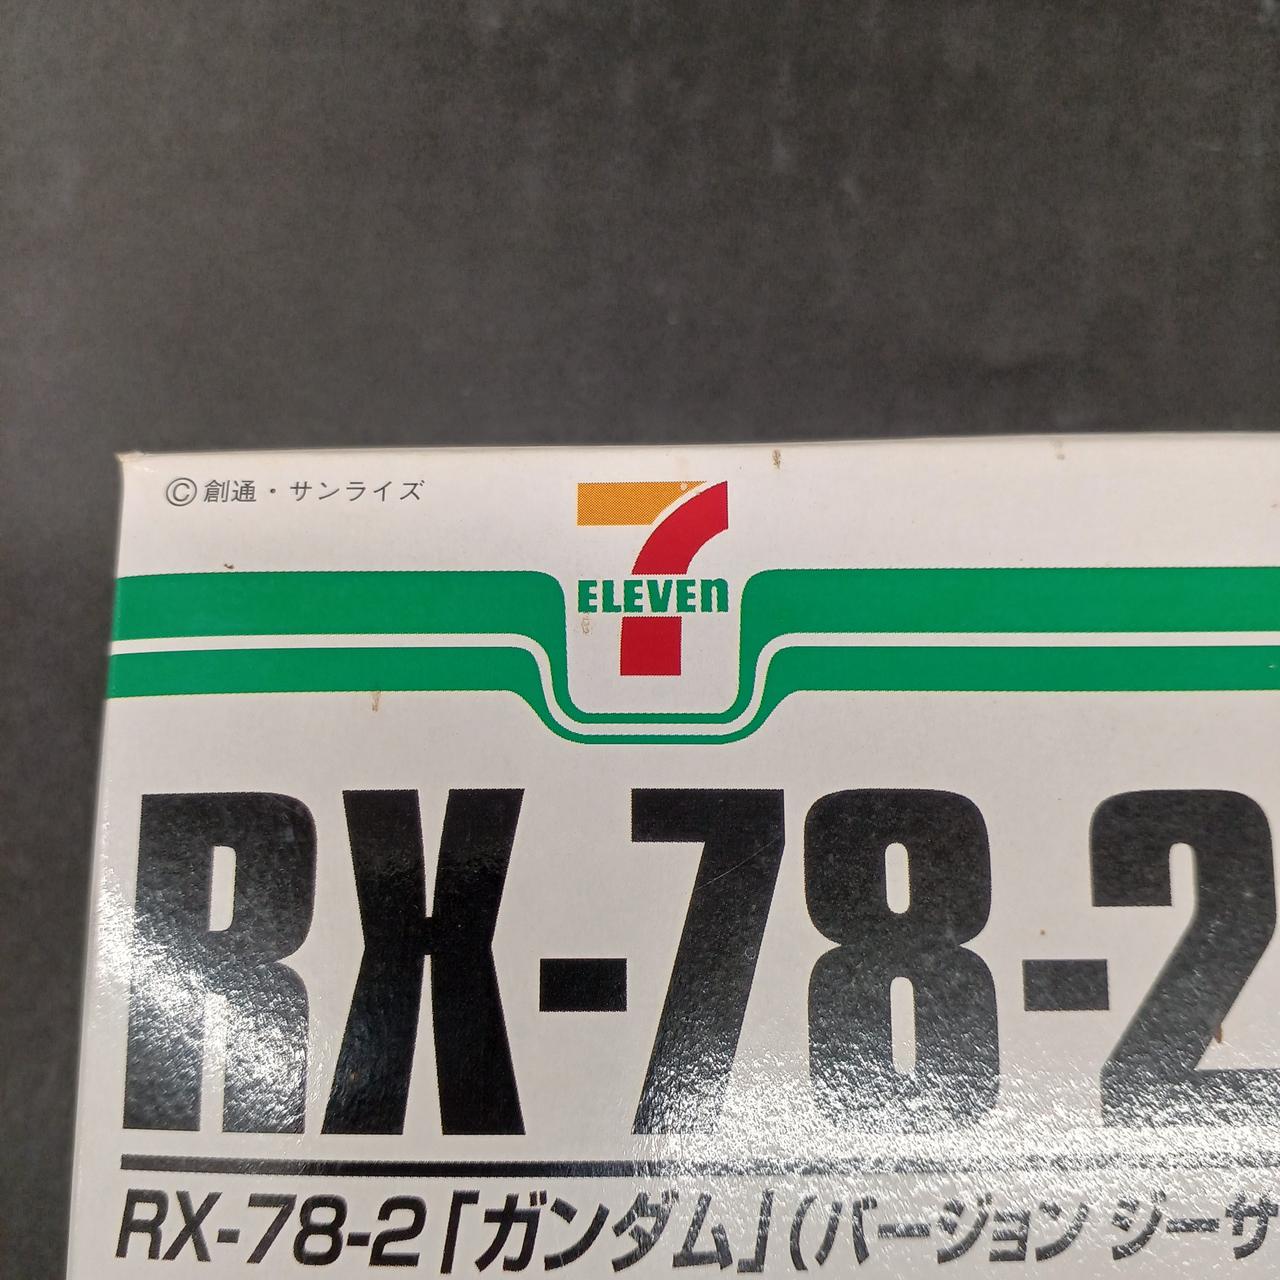 ©創通・サンライズ
7
ELEVEn
RX-78-2
RX-78-2「ガンダム」(バージョン ジーサ